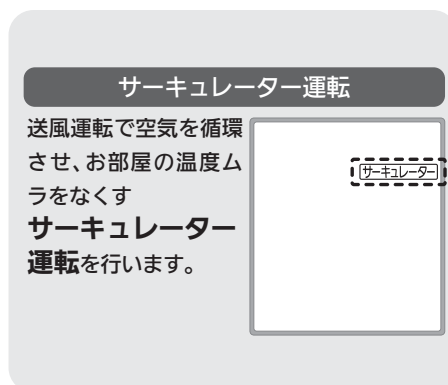 サーキュレーター運転
送風運転で空気を循環
させ、お部屋の温度ム
ラをなくす
サーキュレーター
運転を行います。
サーキュレーター